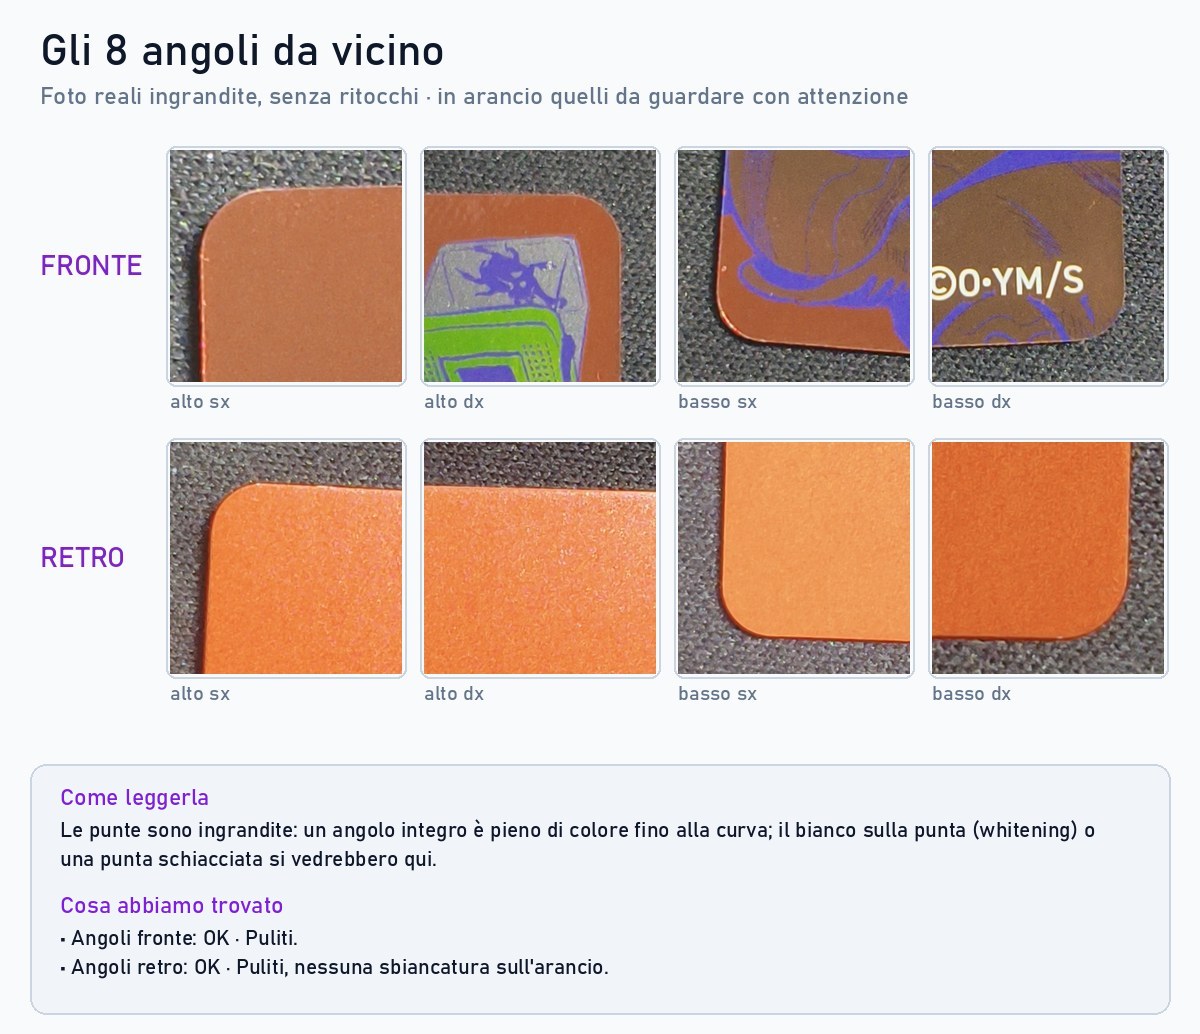 Gli 8 angoli da vicino
Foto reali ingrandite, senza ritocchi · in arancio quelli da guardare con attenzione
FRONTE
©O•YM/S
alto sx
alto dx
basso sx
basso dx
RETRO
alto sx
alto dx
basso sx
basso dx
Come leggerla
Le punte sono ingrandite: un angolo integro è pieno di colore fino alla curva; il bianco sulla punta (whitening) o
una punta schiacciata si vedrebbero qui.
Cosa abbiamo trovato
· Angoli fronte: OK · Puliti.
· Angoli retro: OK · Puliti, nessuna sbiancatura sull'arancio.